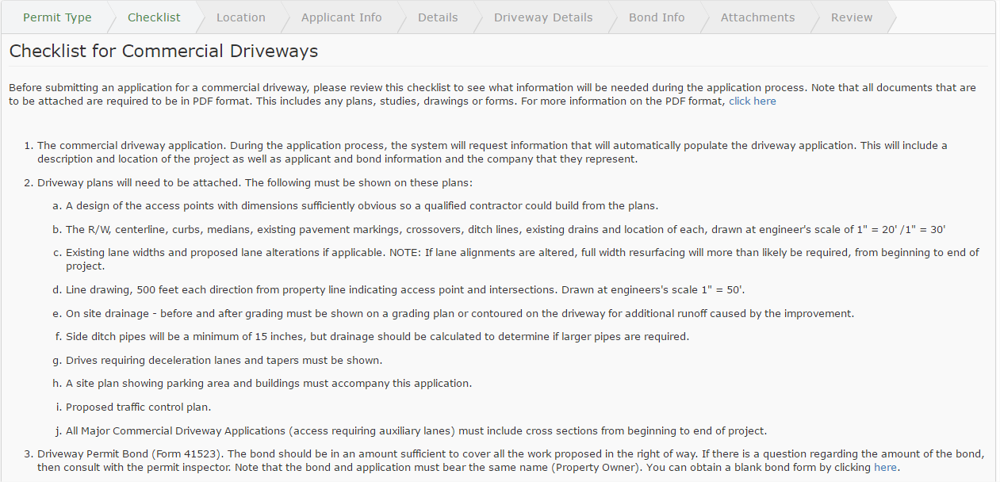 Permit Type Checklist Location Applicant Info Details Driveway Details Bond Info Attachments Review
Checklist for Commercial Driveways
Before submitting an application for a commercial driveway, please review this checklist to see what information will be needed during the application process. Note that all documents that are
to be attached are required to be in PDF format. This includes any plans, studies, drawings or forms. For more information on the PDF format, click here
1. The commercial driveway application. During the application process, the system will request information that will automatically populate the driveway application. This will include a
description and location of the project as well as applicant and bond information and the company that they represent.
2. Driveway plans will need to be attached. The following must be shown on these plans:
a. A design of the access points with dimensions sufficiently obvious so a qualified contractor could build from the plans.
b. The R/W, centerline, curbs, medians, existing pavement markings, crossovers, ditch lines, existing drains and location of each, drawn at engineer's scale of 1" = 20' /1" = 30'
c. Existing lane widths and proposed lane alterations if applicable. NOTE: If lane alignments are altered, full width resurfacing will more than likely be required, from beginning to end of
project.
d. Line drawing, 500 feet each direction from property line indicating access point and intersections. Drawn at engineers's scale 1" = 50'.
e. On site drainage - before and after grading must be shown on a grading plan or contoured on the driveway for additional runoff caused by the improvement.
f. Side ditch pipes will be a minimum of 15 inches, but drainage should be calculated to determine if larger pipes are required.
g. Drives requiring deceleration lanes and tapers must be shown.
h. A site plan showing parking area and buildings must accompany this application.
i. Proposed traffic control plan.
j. All Major Commercial Driveway Applications (access requiring auxiliary lanes) must include cross sections from beginning to end of project.
3. Driveway Permit Bond (Form 41523). The bond should be in an amount sufficient to cover all the work proposed in the right of way. If there is a question regarding the amount of the bond,
then consult with the permit inspector. Note that the bond and application must bear the same name (Property Owner). You can obtain a blank bond form by clicking here.